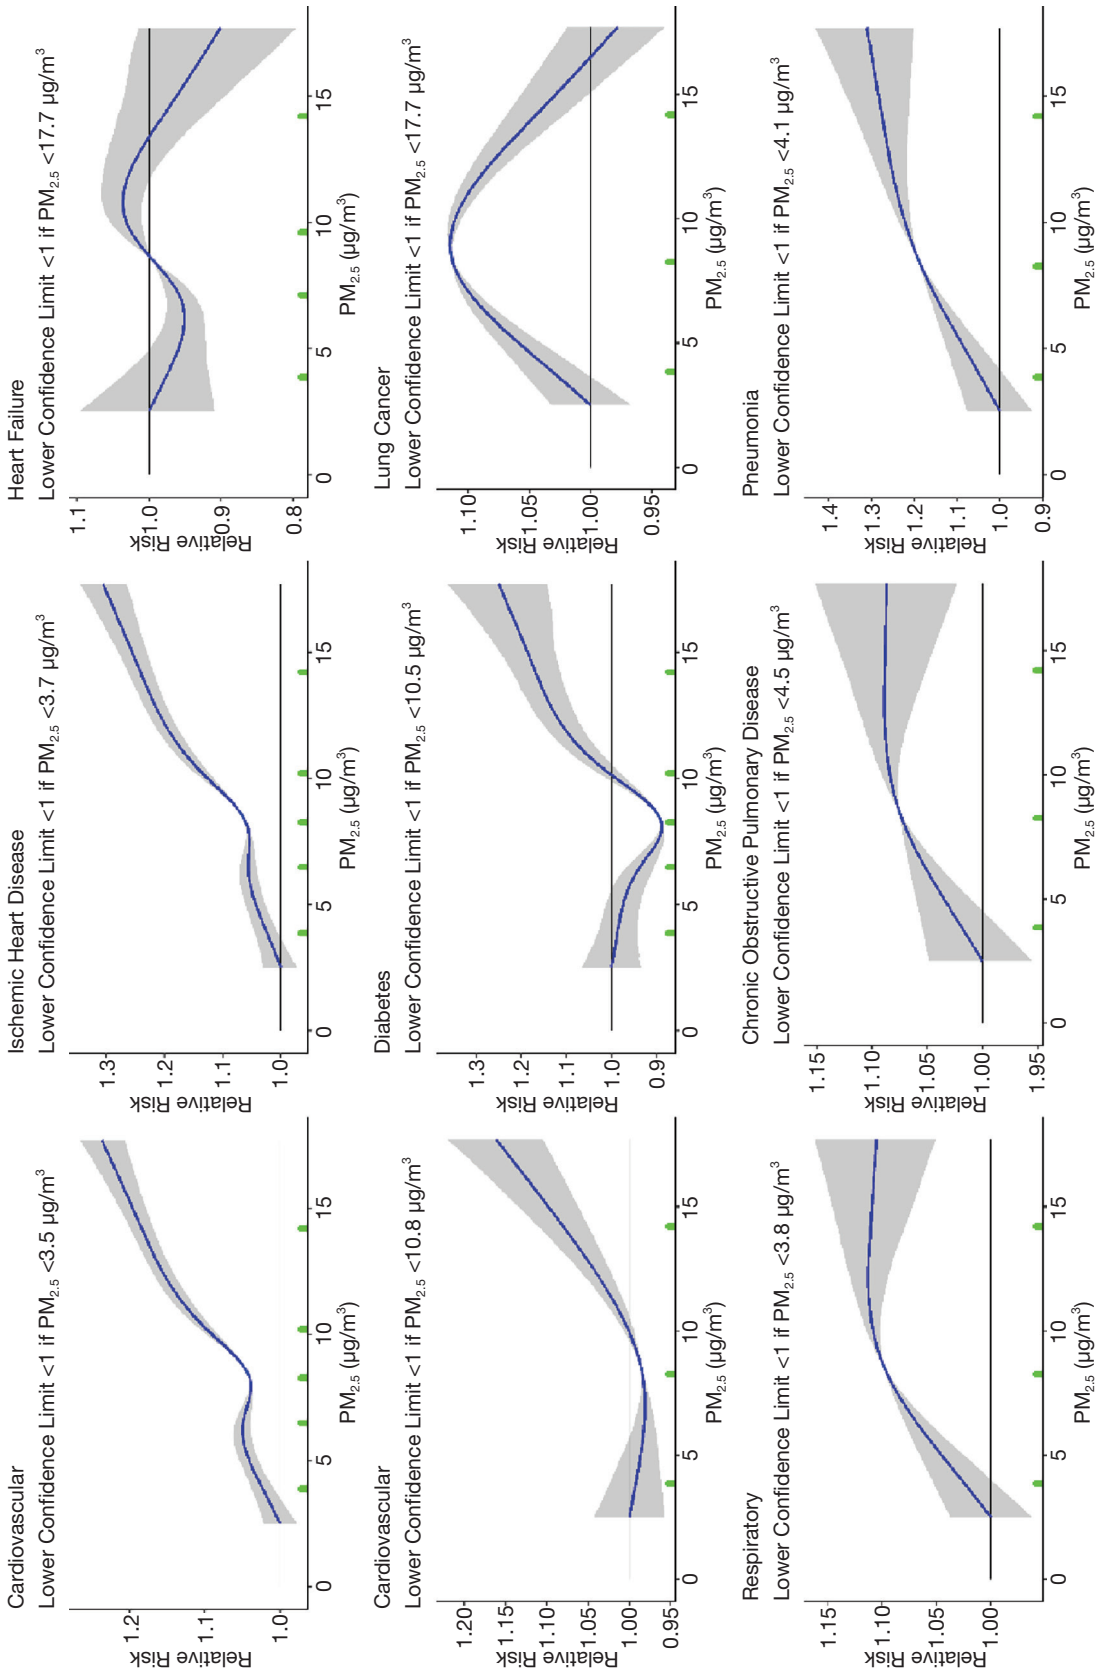 Cardiovascular
Lower Confidence Limit <1 if PM2.5 <3.5 µg/m³
Relative Risk
1.2
1.1
1.0
0 5 10 15
PM2.5 (µg/m³)
Ischemic Heart Disease
Lower Confidence Limit <1 if PM2.5 <3.7 µg/m³
Relative Risk
1.3
1.2
1.1
1.0
0 5 10 15
PM2.5 (µg/m³)
Heart Failure
Lower Confidence Limit <1 if PM2.5 <17.7 µg/m³
Relative Risk
1.1
1.0
0.9
0.8
0 5 10 15
PM2.5 (µg/m³)
Cardiovascular
Lower Confidence Limit <1 if PM2.5 <10.8 µg/m³
Relative Risk
1.20
1.15
1.10
1.05
1.00
0.95
0 5 10 15
PM2.5 (µg/m³)
Diabetes
Lower Confidence Limit <1 if PM2.5 <10.5 µg/m³
Relative Risk
1.3
1.2
1.1
1.0
0.9
0 5 10 15
PM2.5 (µg/m³)
Lung Cancer
Lower Confidence Limit <1 if PM2.5 <17.7 µg/m³
Relative Risk
1.10
1.05
1.00
0.95
0 5 10 15
PM2.5 (µg/m³)
Respiratory
Lower Confidence Limit <1 if PM2.5 <3.8 µg/m³
Relative Risk
1.15
1.10
1.05
1.00
0 5 10 15
PM2.5 (µg/m³)
Chronic Obstructive Pulmonary Disease
Lower Confidence Limit <1 if PM2.5 <4.5 µg/m³
Relative Risk
1.15
1.10
1.05
1.00
1.95
0 5 10 15
PM2.5 (µg/m³)
Pneumonia
Lower Confidence Limit <1 if PM2.5 <4.1 µg/m³
Relative Risk
1.4
1.3
1.2
1.1
1.0
0.9
0 5 10 15
PM2.5 (µg/m³)